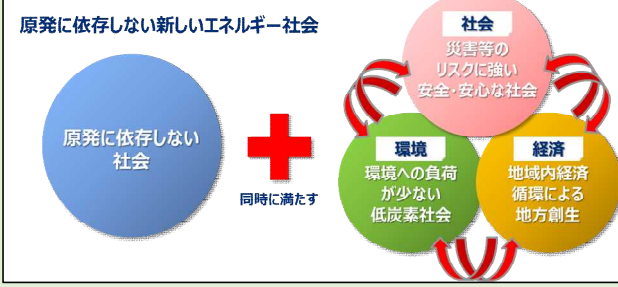 原発に依存しない新しいエネルギー社会
原発に依存しない
社会
同時に満たす
社会
災害等の
リスクに強い
安全・安心な社会
環境
環境への負荷
が少ない
低炭素社会
経済
地域内経済
循環による
地方創生